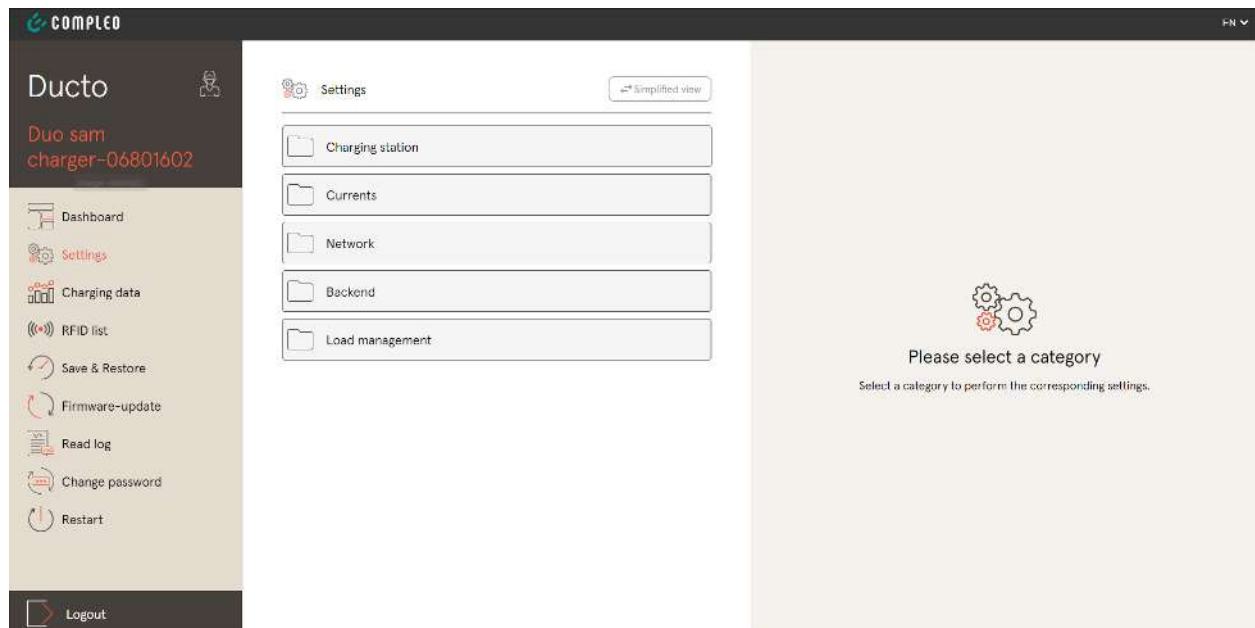 COMPLEO
EN
Ducto
Duo sam
charger-06801602
Dashboard
Settings
Charging data
RFID list
Save & Restore
Firmware-update
Read log
Change password
Restart
Logout
Settings
Simplified view
Charging station
Currents
Network
Backend
Load management
Please select a category
Select a category to perform the corresponding settings.